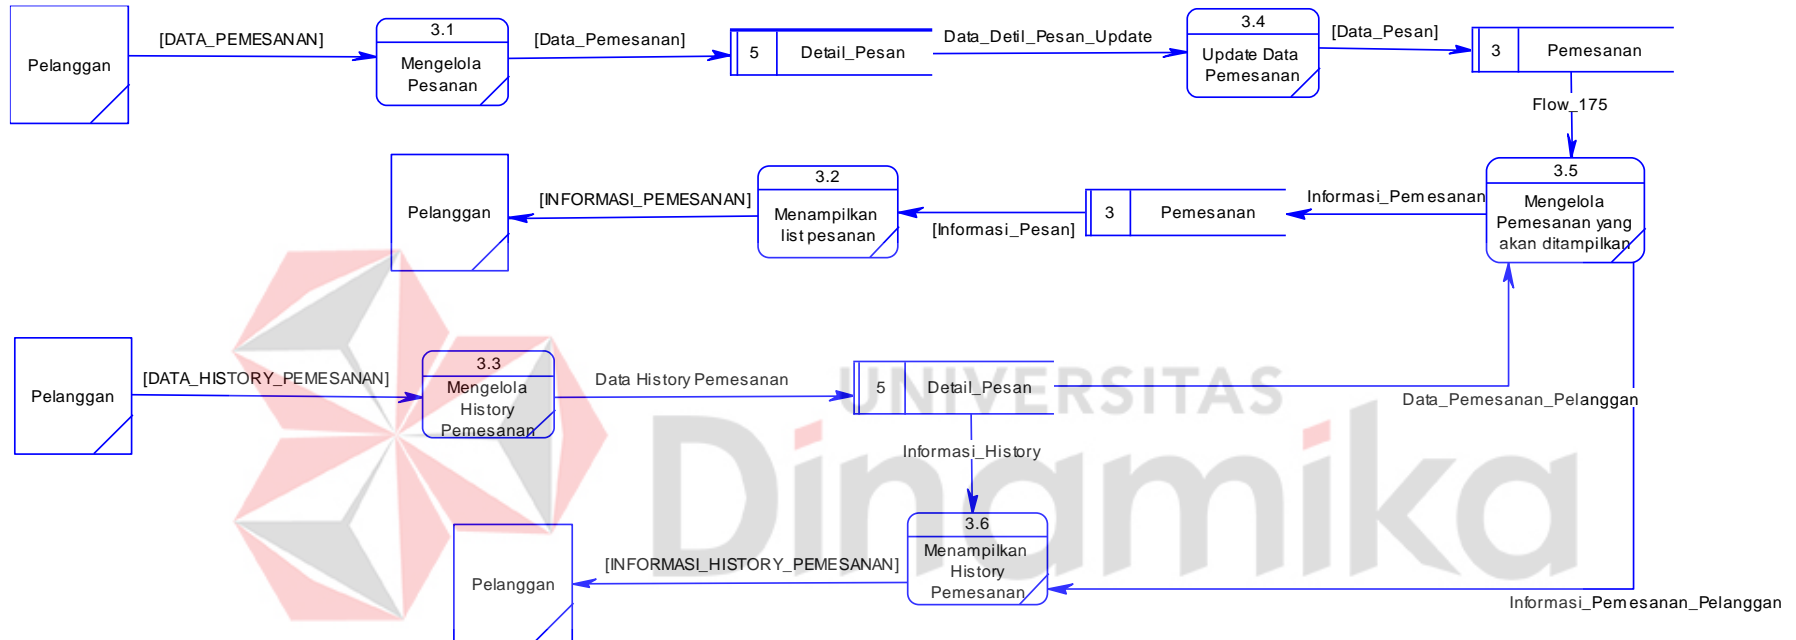 Pelanggan
[DATA_PEMESANAN]
3.1
Mengelola
Pesanan
[Data_Pemesanan]
5
Detail_Pesan
Data_Detil_Pesan_Update
3.4
Update Data
Pemesanan
[Data_Pesan]
3
Pemesanan
Flow_175
Pelanggan
[INFORMASI_PEMESANAN]
3.2
Menampilkan
list pesanan
[Informasi_Pesan]
3
Pemesanan
Informasi_Pemesanan
3.5
Mengelola
Pemesanan yang
akan ditampilkan
Pelanggan
[DATA_HISTORY_PEMESANAN]
3.3
Mengelola
History
Pemesanan
Data History Pemesanan
5
Detail_Pesan
Data_Pemesanan_Pelanggan
Informasi_History
Pelanggan
[INFORMASI_HISTORY_PEMESANAN]
3.6
Menampilkan
History
Pemesanan
Informasi_Pemesanan_Pelanggan
UNIVERSITAS
Dinamika